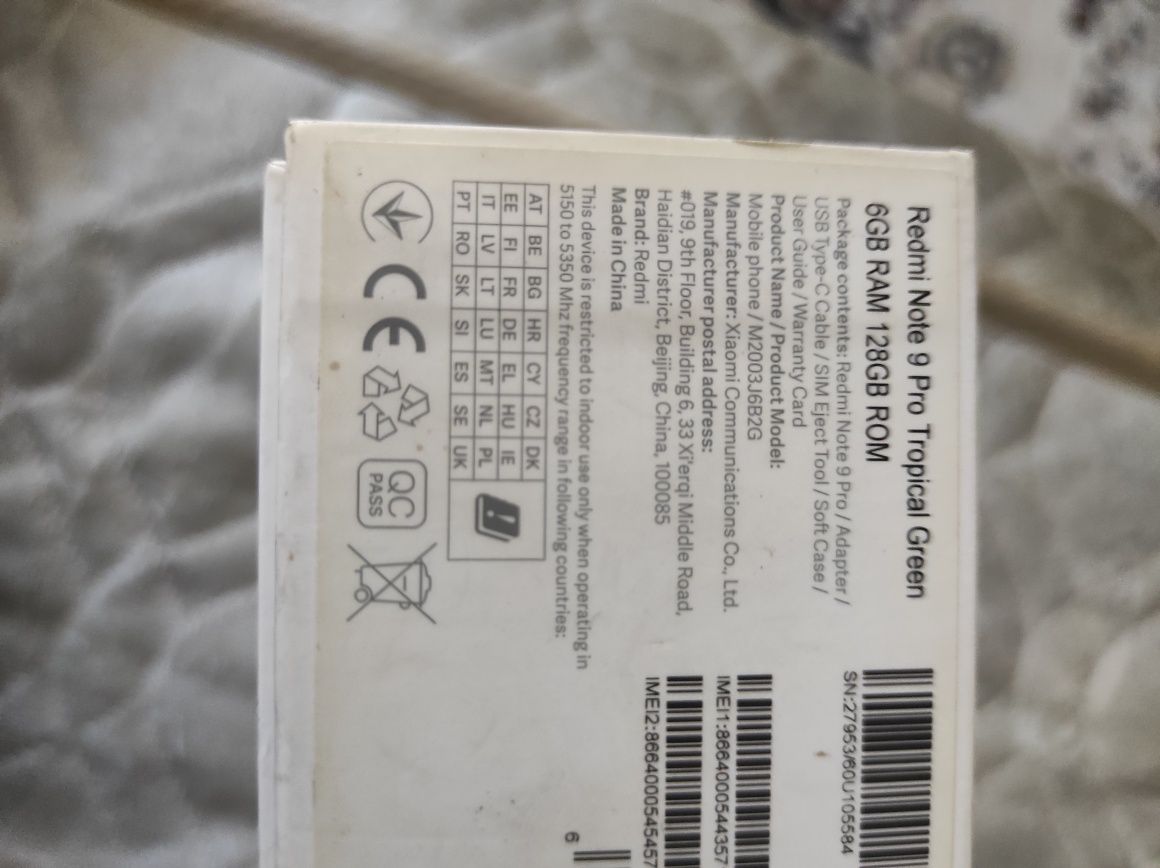 Redmi Note 9 Pro Tropical Green
6GB RAM 128GB ROM
Package contents: Redmi Note 9 Pro / Adapter /
USB Type-C Cable / SIM Eject Tool / Soft Case /
User Guide / Warranty Card
Product Name / Product Model:
Mobile phone / M2003J6B2G
Manufacturer: Xiaomi Communications Co., Ltd.
Manufacturer postal address:
#019, 9th Floor, Building 6, 33 Xi'erqi Middle Road,
Haidian District, Beijing, China, 100085
Brand: Redmi
Made in China
This device is restricted to indoor use only when operating in
5150 to 5350 Mhz frequency range in following countries:
AT BE BG HR CY CZ DK
EE FI FR DE EL HU IE
IT LV LT LU MT NL PL
PT RO SK SI ES SE UK
CE
QC
PASS
SN:27953/60U105584
IMEI1:8664000544357
IMEI2:8664000545457
6